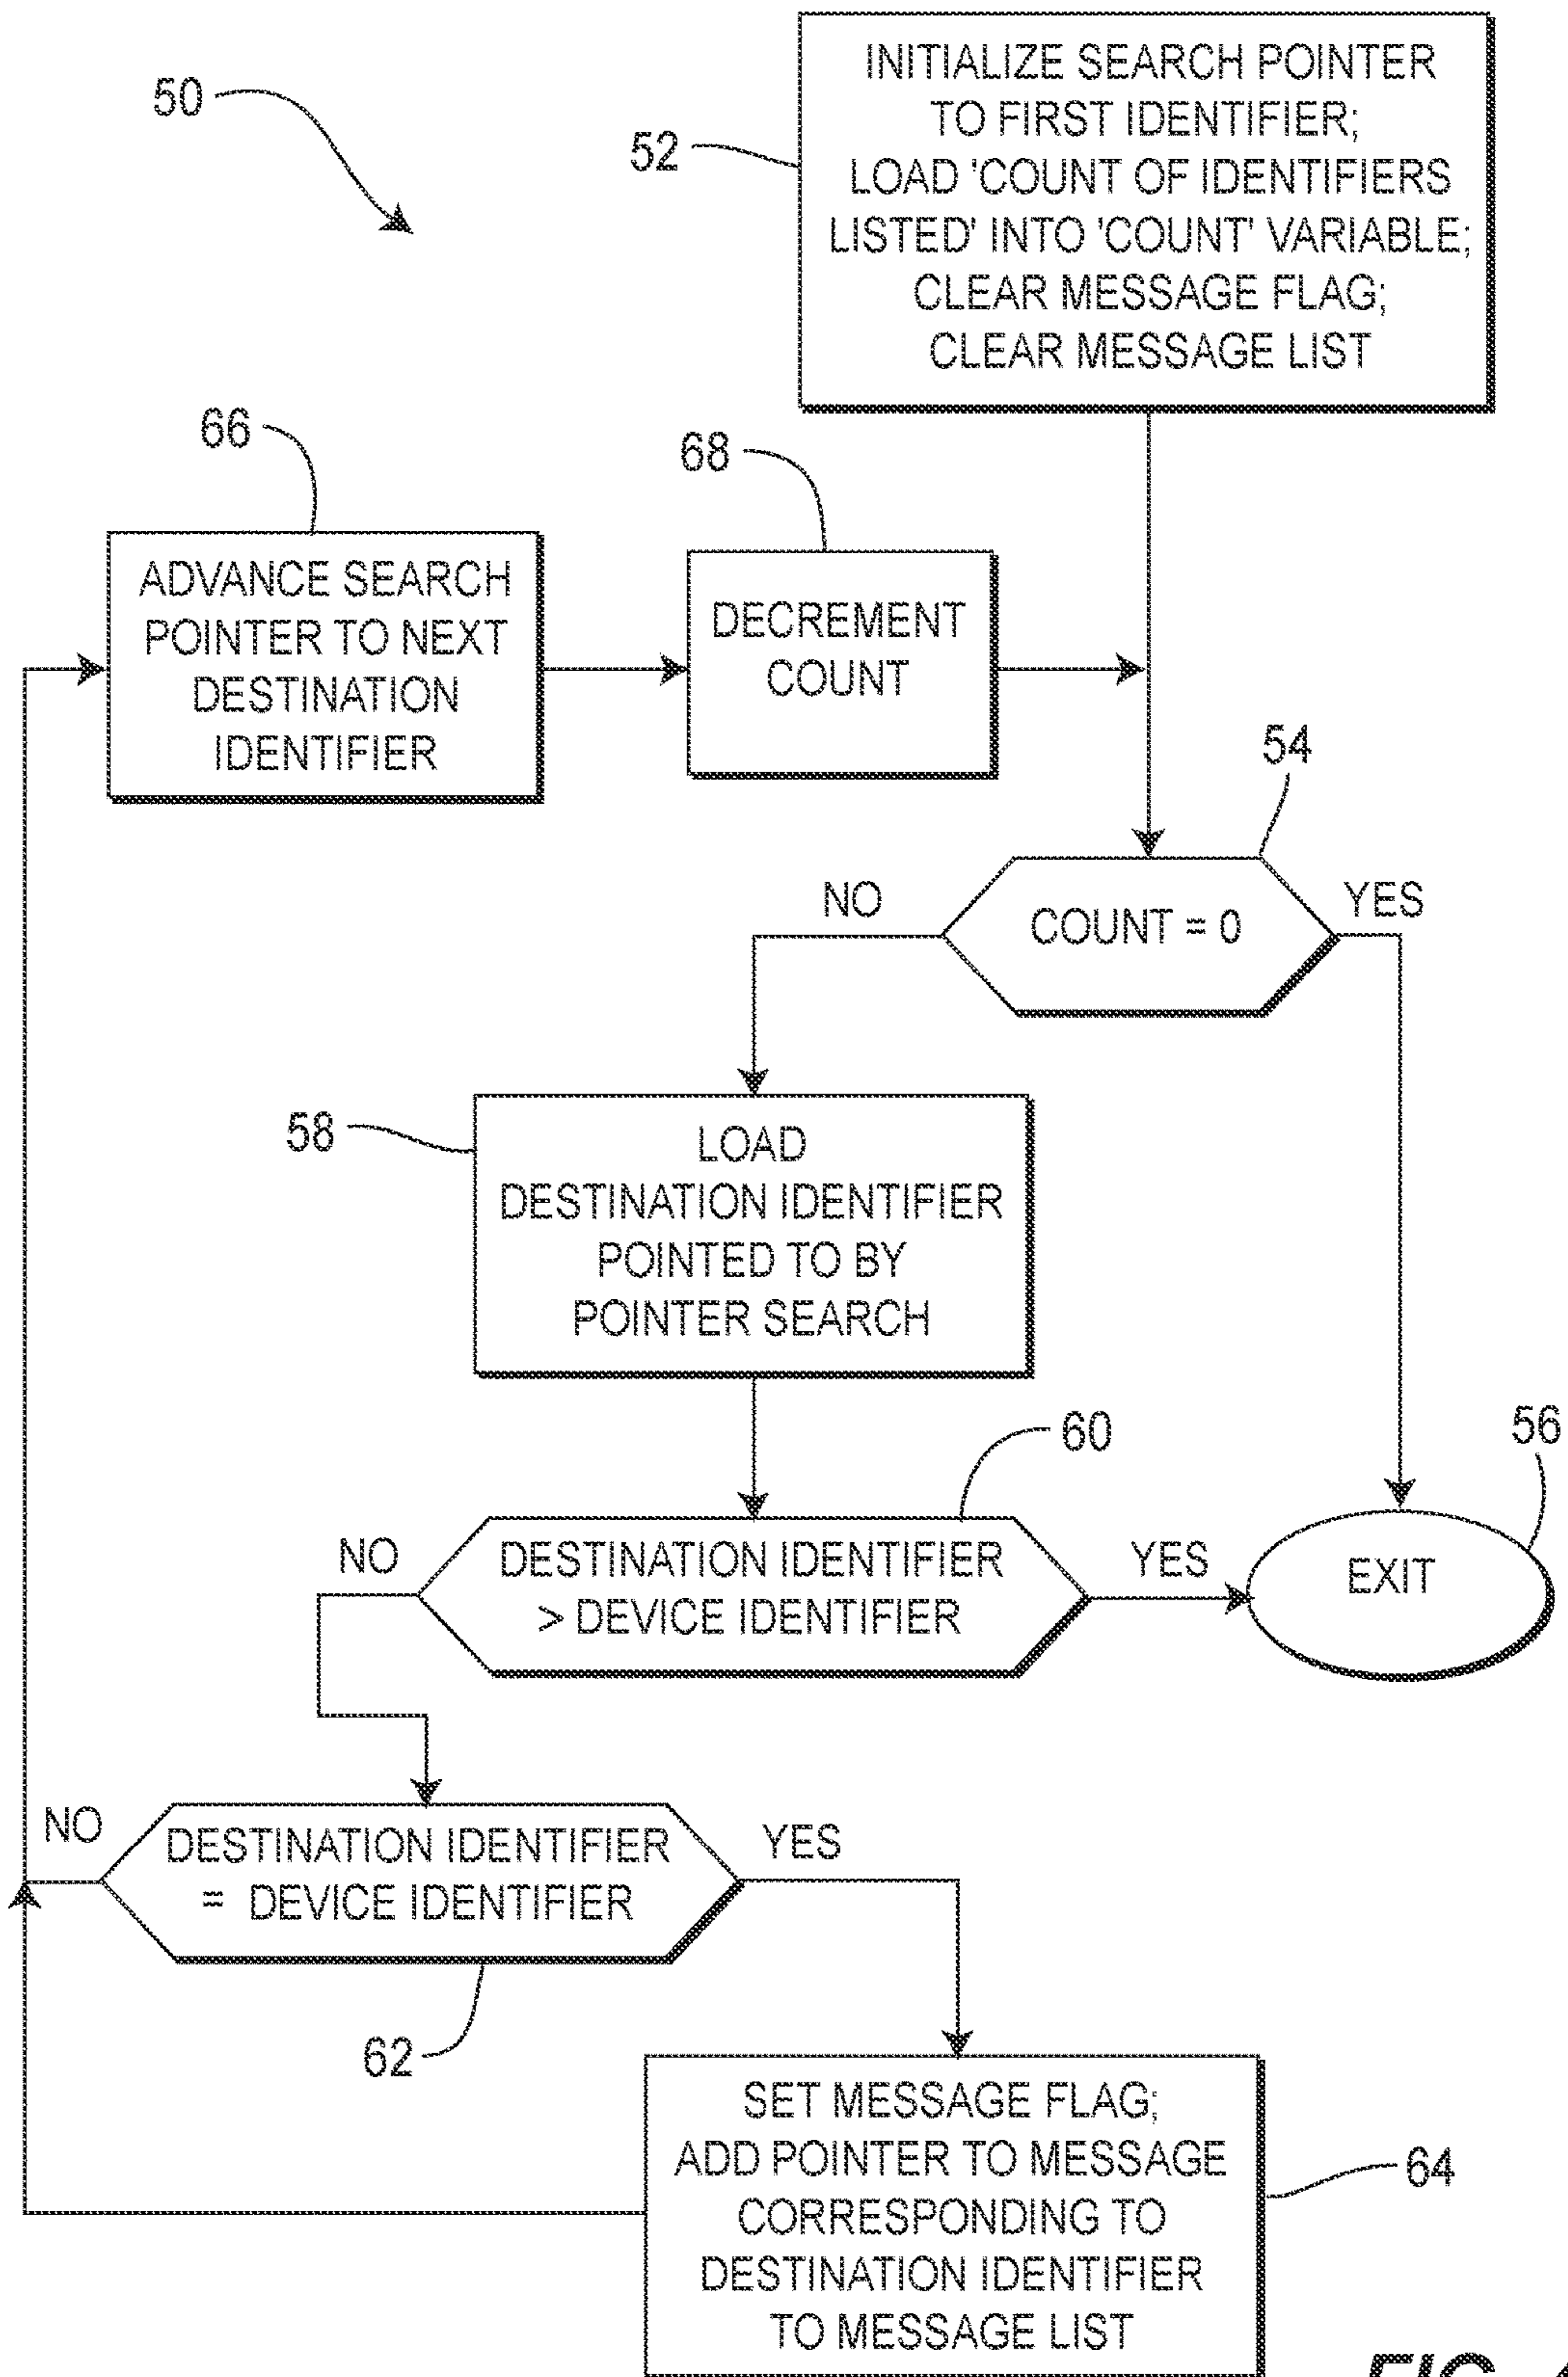 50
52
INITIALIZE SEARCH POINTER
TO FIRST IDENTIFIER;
LOAD 'COUNT OF IDENTIFIERS
LISTED' INTO 'COUNT' VARIABLE;
CLEAR MESSAGE FLAG;
CLEAR MESSAGE LIST
66
68
ADVANCE SEARCH
POINTER TO NEXT
DESTINATION
IDENTIFIER
DECREMENT
COUNT
54
NO
COUNT = 0
YES
58
LOAD
DESTINATION IDENTIFIER
POINTED TO BY
POINTER SEARCH
60
56
NO
DESTINATION IDENTIFIER
> DEVICE IDENTIFIER
YES
EXIT
NO
DESTINATION IDENTIFIER
= DEVICE IDENTIFIER
YES
62
SET MESSAGE FLAG;
ADD POINTER TO MESSAGE
CORRESPONDING TO
DESTINATION IDENTIFIER
TO MESSAGE LIST
64
FIG.